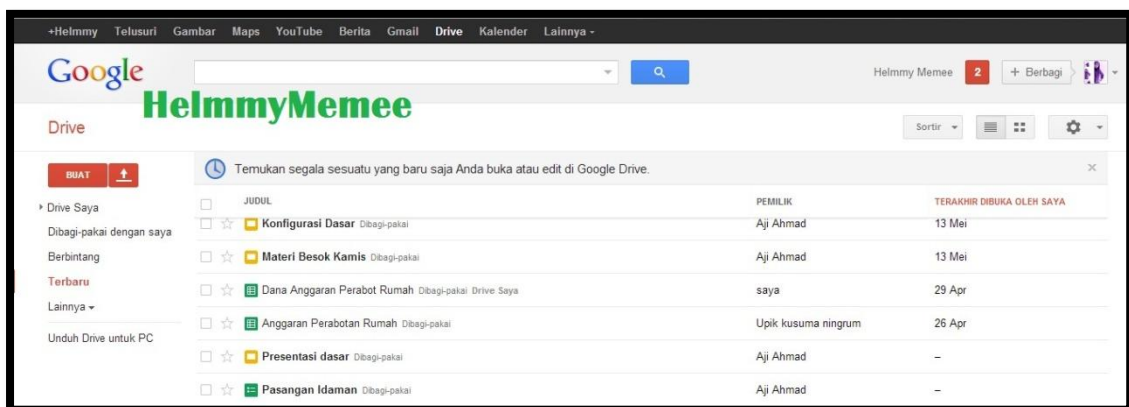 +Helmmy Telusuri Gambar Maps YouTube Berita Gmail Drive Kalender Lainnya
Google
Helmmy Memee 2 + Berbagi
HelmmyMemee
Drive
Sortir
BUAT
Temukan segala sesuatu yang baru saja Anda buka atau edit di Google Drive.
Drive Saya
Dibagi-pakai dengan saya
Berbintang
Terbaru
Lainnya
Unduh Drive untuk PC
JUDUL PEMILIK TERAKHIR DIBUKA OLEH SAYA
Konfigurasi Dasar Dibagi-pakai Aji Ahmad 13 Mei
Materi Besok Kamis Dibagi-pakai Aji Ahmad 13 Mei
Dana Anggaran Perabot Rumah Dibagi-pakai Drive Saya saya 29 Apr
Anggaran Perabotan Rumah Dibagi-pakai Upik kusuma ningrum 26 Apr
Presentasi dasar Dibagi-pakai Aji Ahmad –
Pasangan Idaman Dibagi-pakai Aji Ahmad –